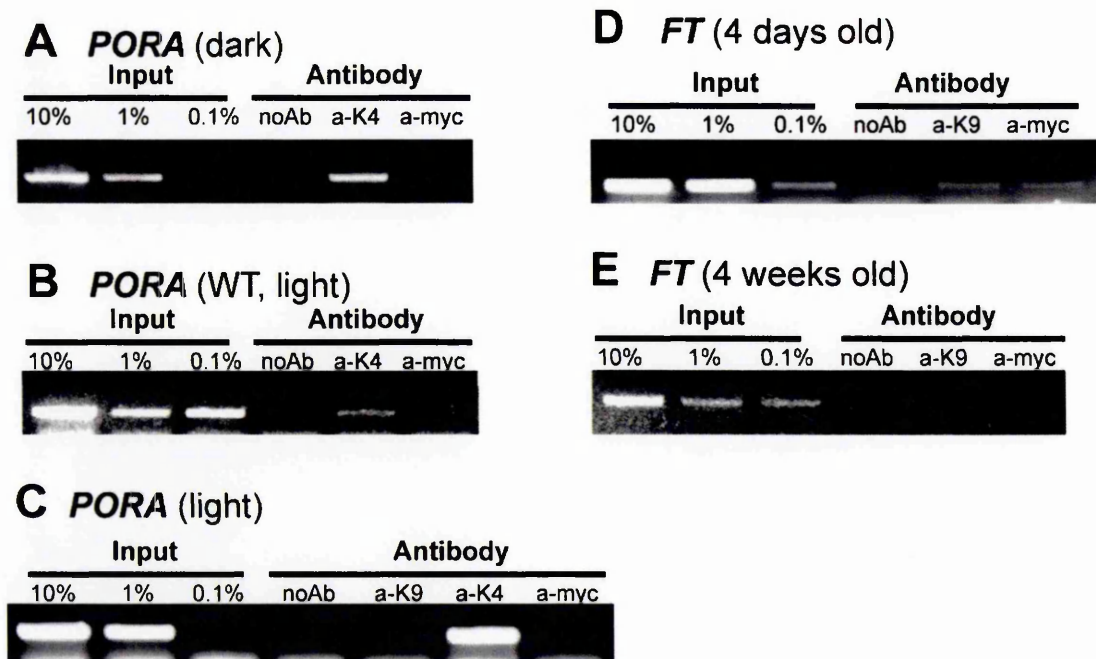 A PORA (dark)
Input Antibody
10% 1% 0.1% noAb a-K4 a-myc
B PORA (WT, light)
Input Antibody
10% 1% 0.1% noAb a-K4 a-myc
C PORA (light)
Input Antibody
10% 1% 0.1% noAb a-K9 a-K4 a-myc
D FT (4 days old)
Input Antibody
10% 1% 0.1% noAb a-K9 a-myc
E FT (4 weeks old)
Input Antibody
10% 1% 0.1% noAb a-K9 a-myc